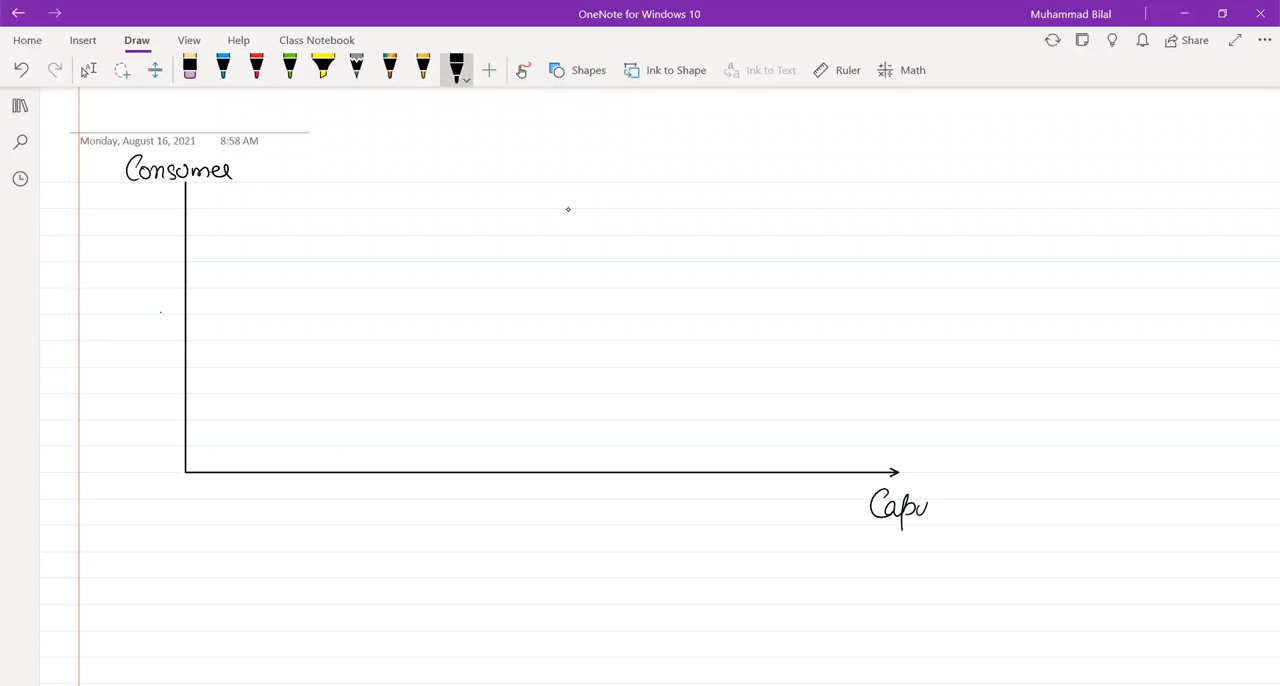 OneNote for Windows 10
Muhammad Bilal
Home Insert Draw View Help Class Notebook
Share
Shapes Ink to Shape Ink to Text Ruler Math
Monday, August 16, 2021 8:58 AM
Consumer
Capu